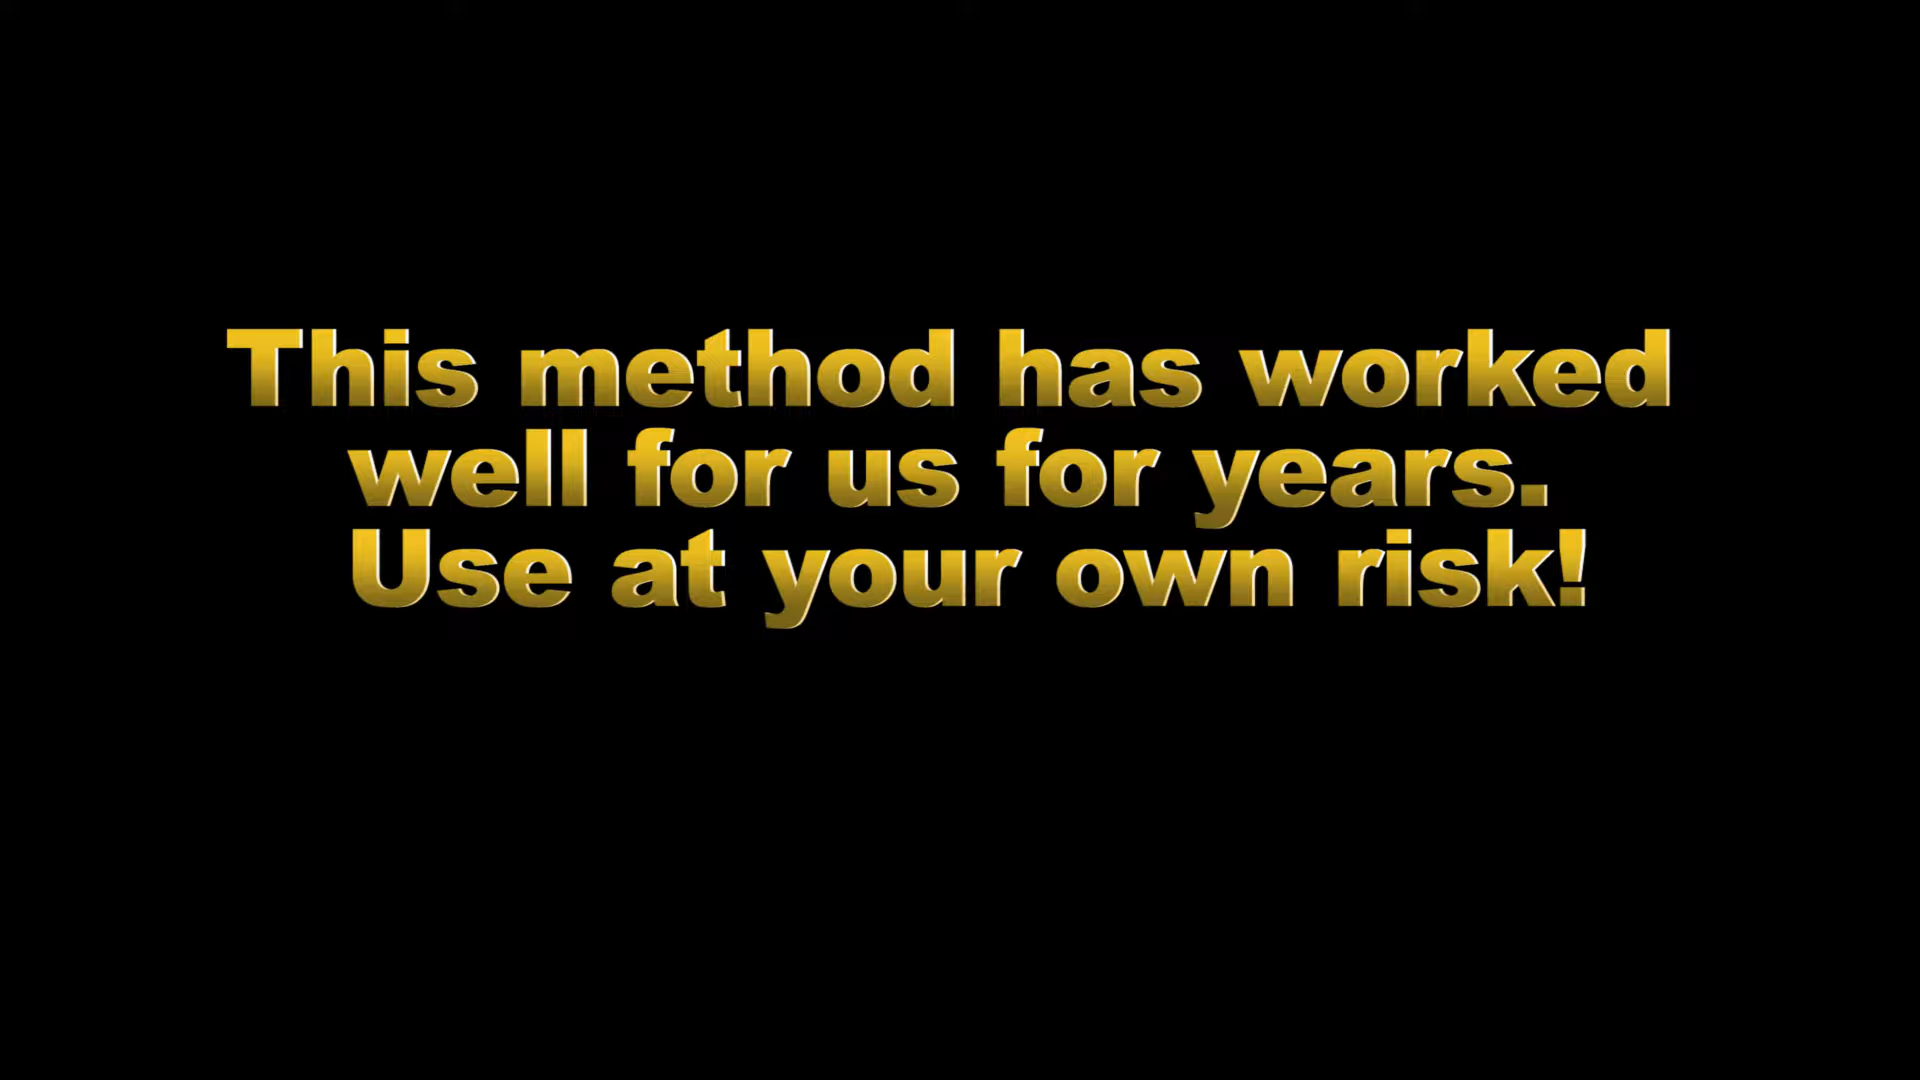 This method has worked
well for us for years.
Use at your own risk!